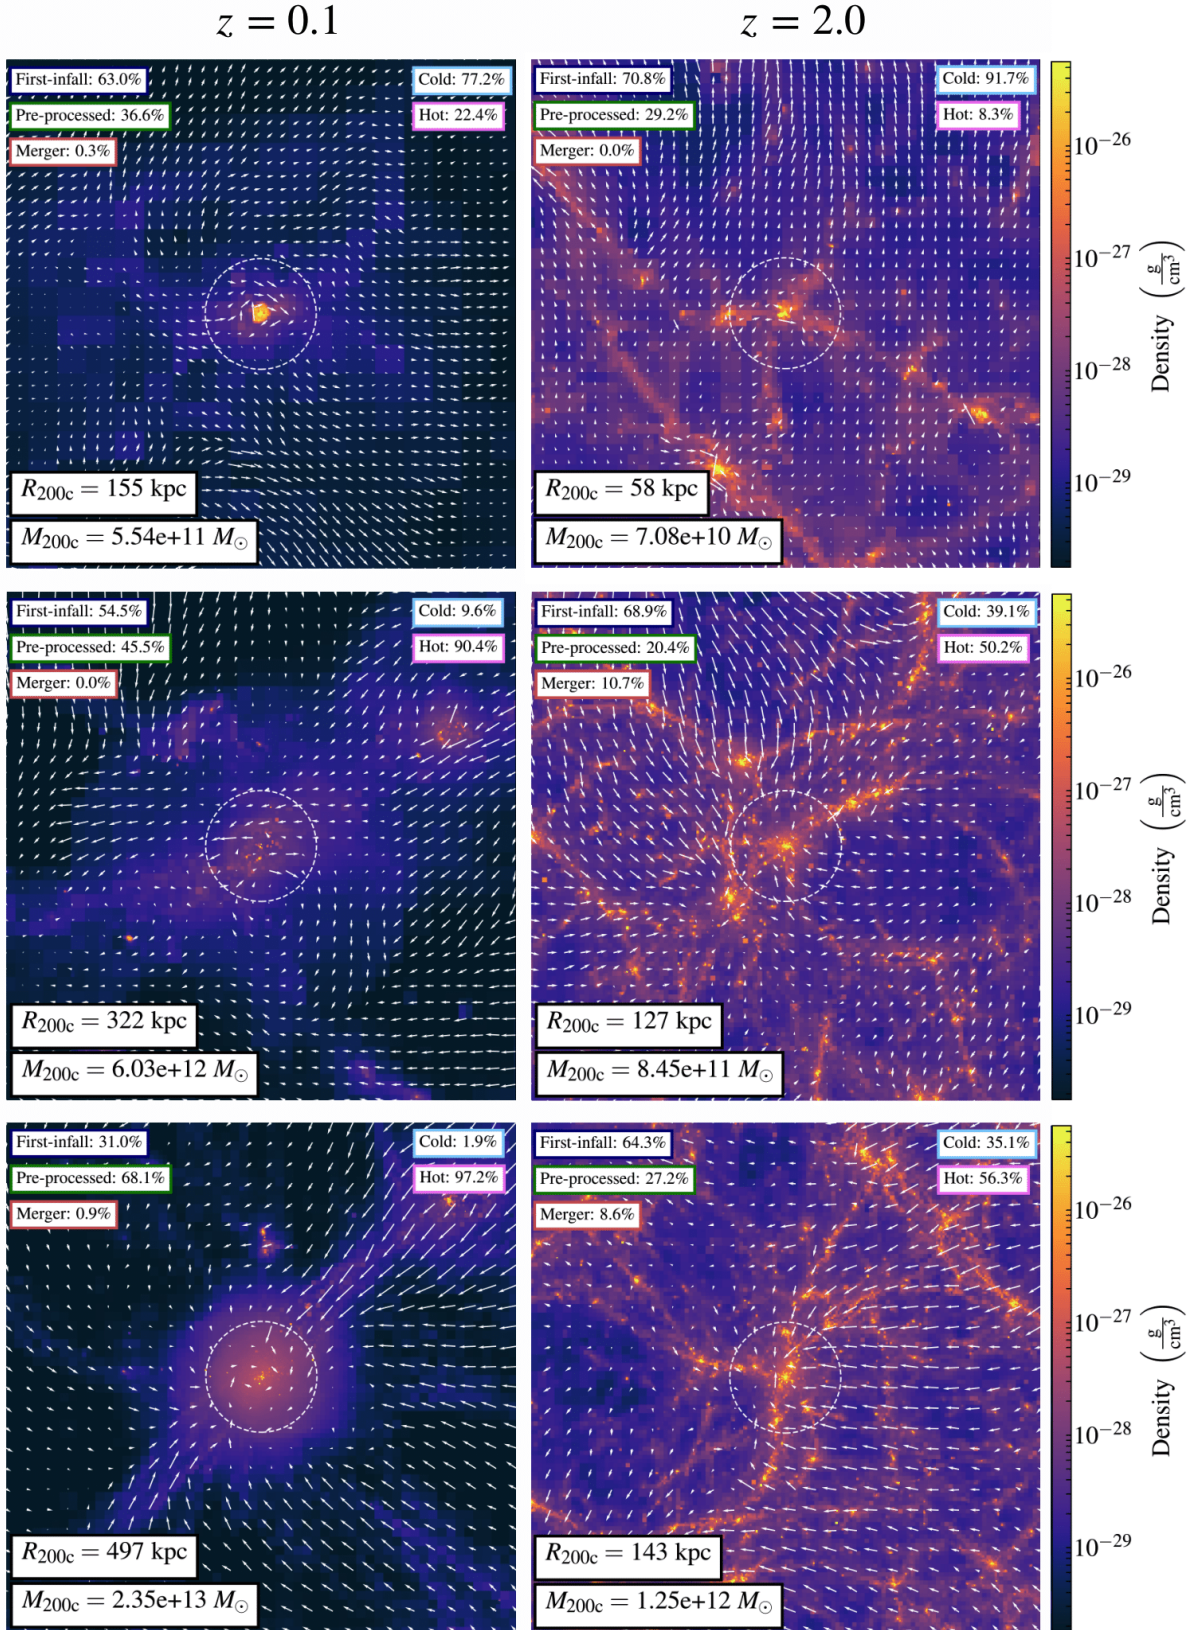 z = 0.1
z = 2.0
First-infall: 63.0%
Cold: 77.2%
Pre-processed: 36.6%
Hot: 22.4%
Merger: 0.3%
R200c = 155 kpc
M200c = 5.54e+11 M⊙
First-infall: 70.8%
Cold: 91.7%
Pre-processed: 29.2%
Hot: 8.3%
Merger: 0.0%
R200c = 58 kpc
M200c = 7.08e+10 M⊙
10⁻²⁶
10⁻²⁷
10⁻²⁸
10⁻²⁹
Density (g/cm³)
First-infall: 54.5%
Cold: 9.6%
Pre-processed: 45.5%
Hot: 90.4%
Merger: 0.0%
R200c = 322 kpc
M200c = 6.03e+12 M⊙
First-infall: 68.9%
Cold: 39.1%
Pre-processed: 20.4%
Hot: 50.2%
Merger: 10.7%
R200c = 127 kpc
M200c = 8.45e+11 M⊙
10⁻²⁶
10⁻²⁷
10⁻²⁸
10⁻²⁹
Density (g/cm³)
First-infall: 31.0%
Cold: 1.9%
Pre-processed: 68.1%
Hot: 97.2%
Merger: 0.9%
R200c = 497 kpc
M200c = 2.35e+13 M⊙
First-infall: 64.3%
Cold: 35.1%
Pre-processed: 27.2%
Hot: 56.3%
Merger: 8.6%
R200c = 143 kpc
M200c = 1.25e+12 M⊙
10⁻²⁶
10⁻²⁷
10⁻²⁸
10⁻²⁹
Density (g/cm³)